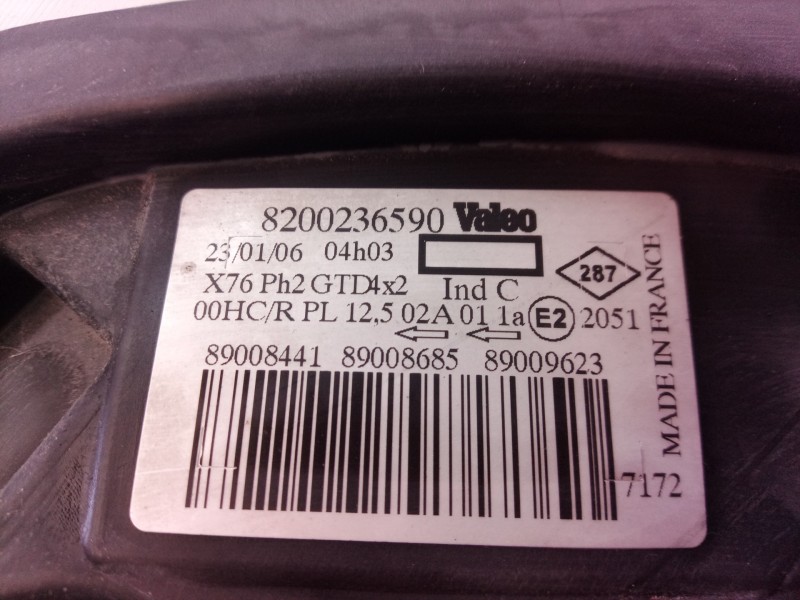 8200236590 Valeo
23/01/06 04h03
287
X76 Ph2 GTD4x2 Ind C
00HC/R PL 12,5 02A 01 1a E2 2051
89008441 89008685 89009623
7172
MADE IN FRANCE